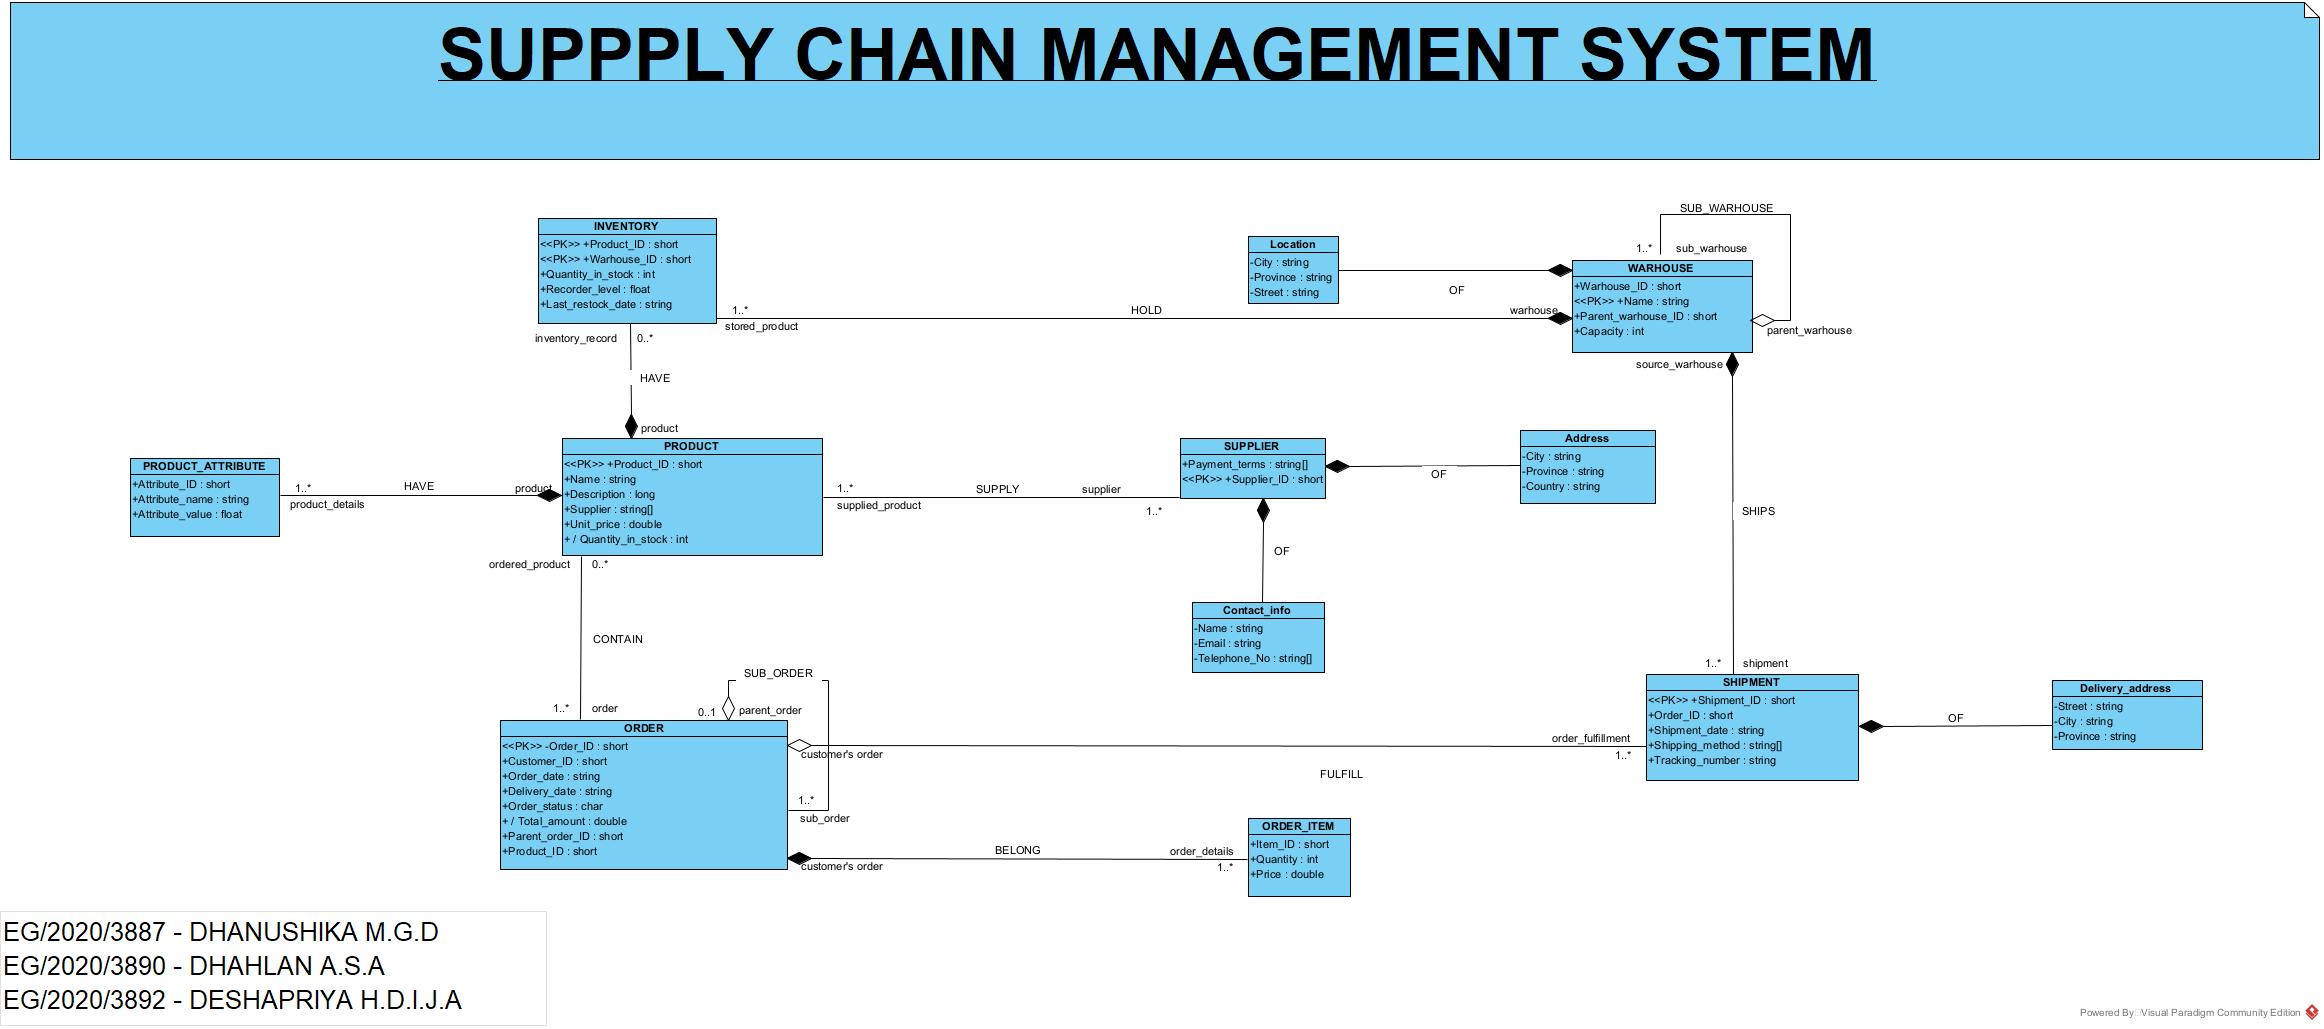 SUPPPLY CHAIN MANAGEMENT SYSTEM
SUB_WARHOUSE
1..*
sub_warhouse
INVENTORY
<<PK>> +Product_ID : short
<<PK>> +Warhouse_ID : short
+Quantity_in_stock : int
+Recorder_level : float
+Last_restock_date : string
Location
-City : string
-Province : string
-Street : string
OF
WARHOUSE
+Warhouse_ID : short
<<PK>> +Name : string
+Parent_warhouse_ID : short
+Capacity : int
parent_warhouse
1..*
stored_product
HOLD
warhouse
inventory_record
0..*
HAVE
product
source_warhouse
PRODUCT_ATTRIBUTE
+Attribute_ID : short
+Attribute_name : string
+Attribute_value : float
1..*
product_details
HAVE
product
PRODUCT
<<PK>> +Product_ID : short
+Name : string
+Description : long
+Supplier : string[]
+Unit_price : double
+ / Quantity_in_stock : int
1..*
supplied_product
SUPPLY
supplier
1..*
SUPPLIER
+Payment_terms : string[]
<<PK>> +Supplier_ID : short
OF
Address
-City : string
-Province : string
-Country : string
SHIPS
OF
Contact_info
-Name : string
-Email : string
-Telephone_No : string[]
ordered_product
0..*
CONTAIN
1..*
order
SUB_ORDER
0..1
parent_order
1..*
shipment
ORDER
<<PK>> -Order_ID : short
+Customer_ID : short
+Order_date : string
+Delivery_date : string
+Order_status : char
+ / Total_amount : double
+Parent_order_ID : short
+Product_ID : short
customer's order
FULFILL
order_fulfillment
1..*
SHIPMENT
<<PK>> +Shipment_ID : short
+Order_ID : short
+Shipment_date : string
+Shipping_method : string[]
+Tracking_number : string
OF
Delivery_address
-Street : string
-City : string
-Province : string
1..*
sub_order
customer's order
BELONG
order_details
1..*
ORDER_ITEM
+Item_ID : short
+Quantity : int
+Price : double
EG/2020/3887 - DHANUSHIKA M.G.D
EG/2020/3890 - DHAHLAN A.S.A
EG/2020/3892 - DESHAPRIYA H.D.I.J.A
Powered By Visual Paradigm Community Edition